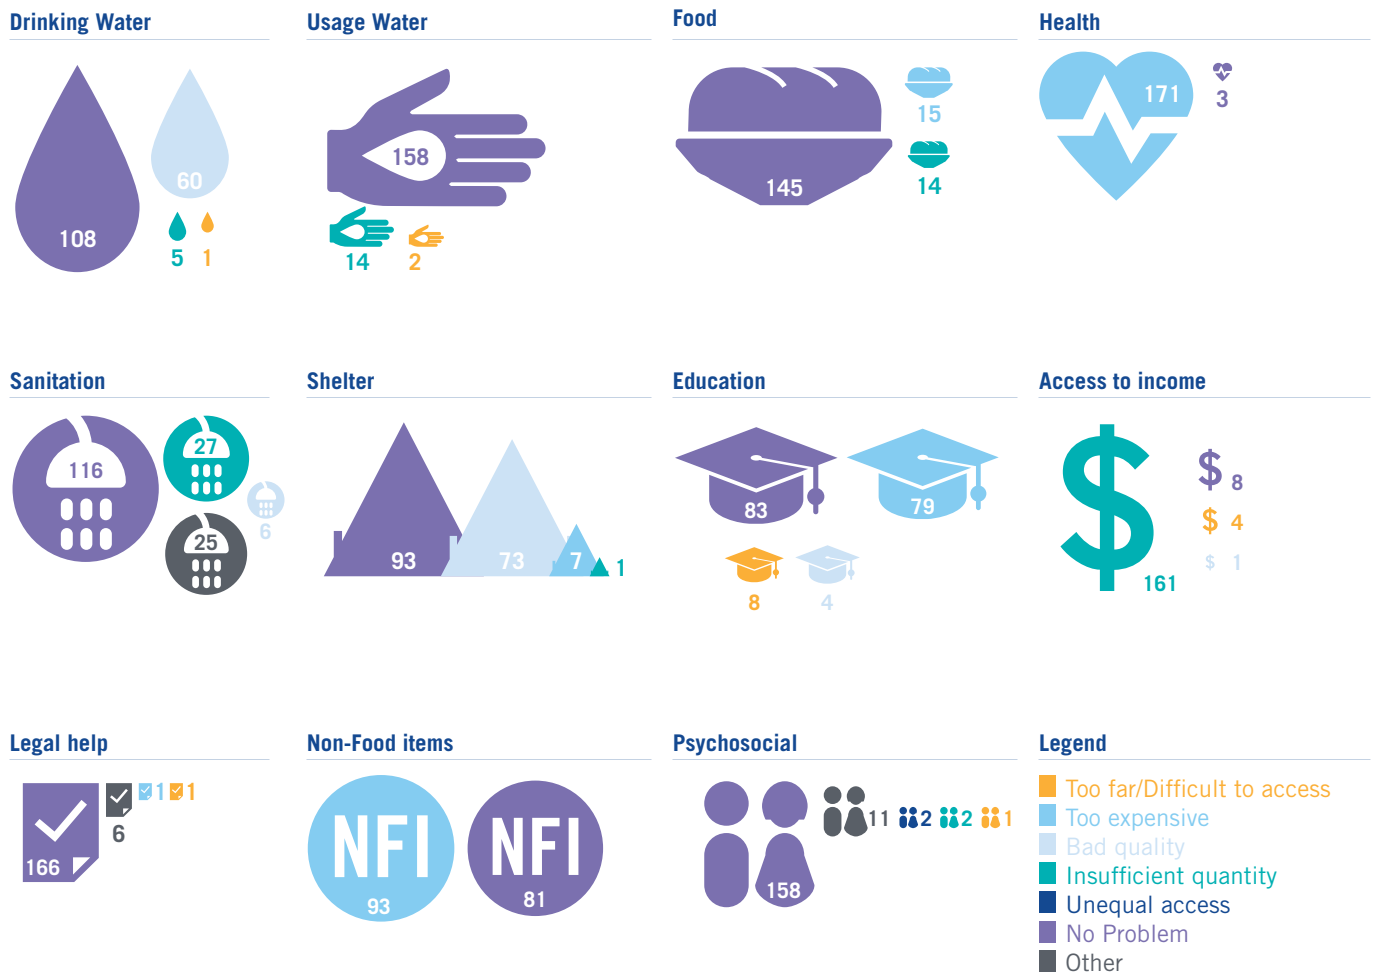 Drinking Water
108
60
5
1
Usage Water
158
14
2
Food
145
15
14
Health
171
3
Sanitation
116
27
25
6
Shelter
93
73
7
1
Education
83
79
8
4
Access to income
161
8
4
1
Legal help
166
6
1
1
Non-Food items
NFI
93
NFI
81
Psychosocial
158
11
2
2
1
Legend
Too far/Difficult to access
Too expensive
Bad quality
Insufficient quantity
Unequal access
No Problem
Other